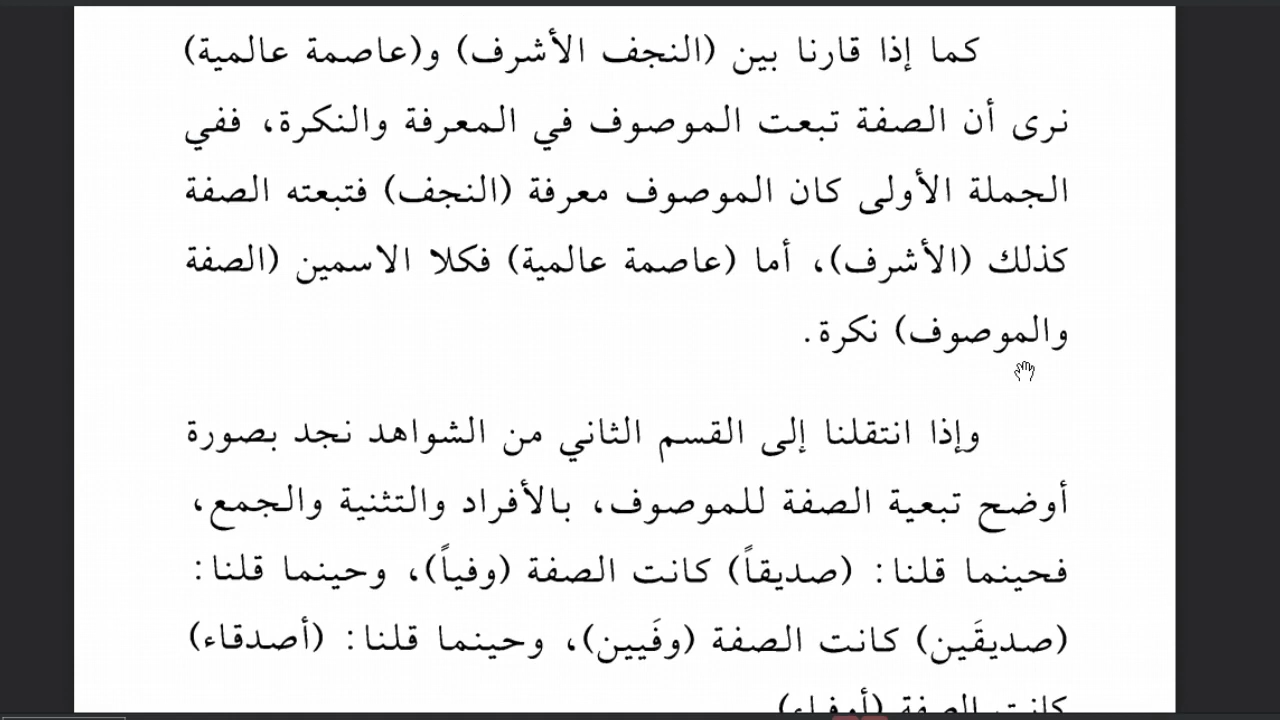 كما إذا قارنا بين (النجف الأشرف) و(عاصمة عالمية)
نرى أن الصفة تبعت الموصوف في المعرفة والنكرة، ففي
الجملة الأولى كان الموصوف معرفة (النجف) فتبعته الصفة
كذلك (الأشرف)، أما (عاصمة عالمية) فكلا الاسمين (الصفة
والموصوف) نكرة.
وإذا انتقلنا إلى القسم الثاني من الشواهد نجد بصورة
أوضح تبعية الصفة للموصوف، بالأفراد والتثنية والجمع،
فحينما قلنا: (صديقاً) كانت الصفة (وفياً)، وحينما قلنا:
(صديقَين) كانت الصفة (وفَيين)، وحينما قلنا: (أصدقاء)
كانت الصفة (أوفياء)